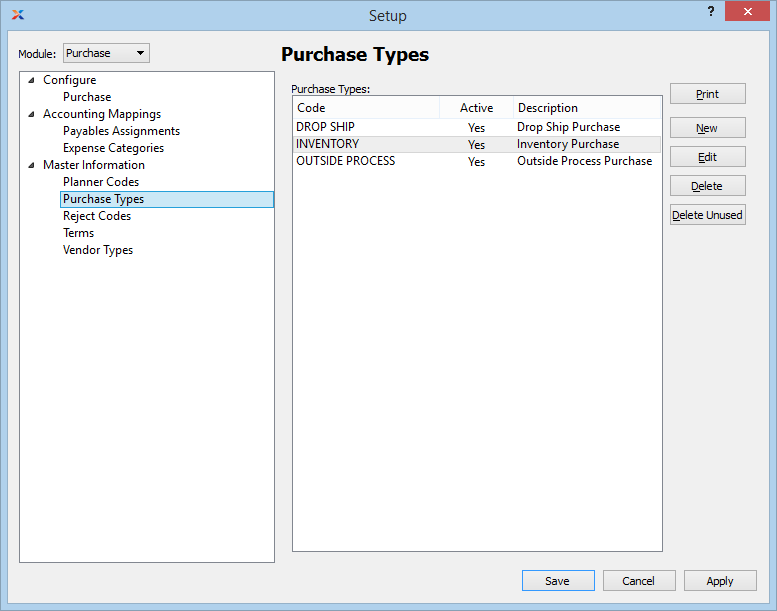 Setup
?
Module: Purchase
Purchase Types
Configure
Purchase
Accounting Mappings
Payables Assignments
Expense Categories
Master Information
Planner Codes
Purchase Types
Reject Codes
Terms
Vendor Types
Purchase Types:
Code Active Description
DROP SHIP Yes Drop Ship Purchase
INVENTORY Yes Inventory Purchase
OUTSIDE PROCESS Yes Outside Process Purchase
Print
New
Edit
Delete
Delete Unused
Save Cancel Apply